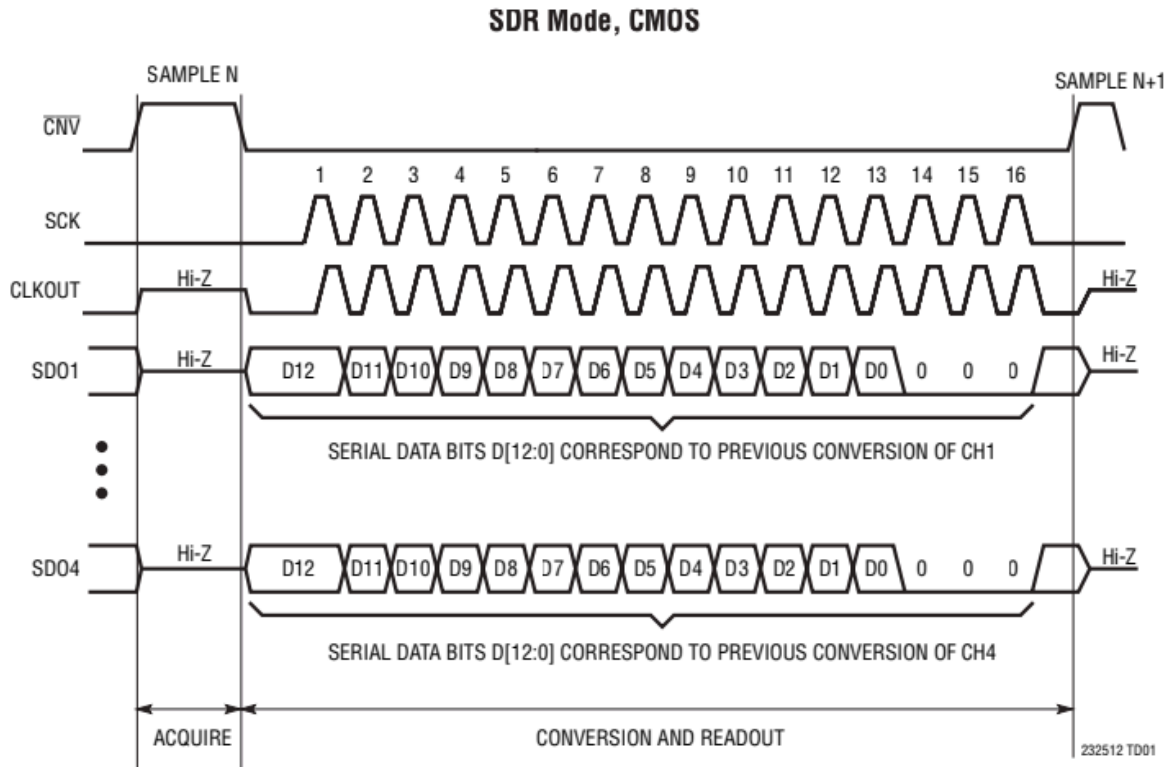 SDR Mode, CMOS
SAMPLE N
SAMPLE N+1
CNV
1 2 3 4 5 6 7 8 9 10 11 12 13 14 15 16
SCK
CLKOUT Hi-Z Hi-Z
SDO1 Hi-Z D12 D11 D10 D9 D8 D7 D6 D5 D4 D3 D2 D1 D0 0 0 0 Hi-Z
SERIAL DATA BITS D[12:0] CORRESPOND TO PREVIOUS CONVERSION OF CH1
SDO4 Hi-Z D12 D11 D10 D9 D8 D7 D6 D5 D4 D3 D2 D1 D0 0 0 0 Hi-Z
SERIAL DATA BITS D[12:0] CORRESPOND TO PREVIOUS CONVERSION OF CH4
ACQUIRE CONVERSION AND READOUT
232512 TD01